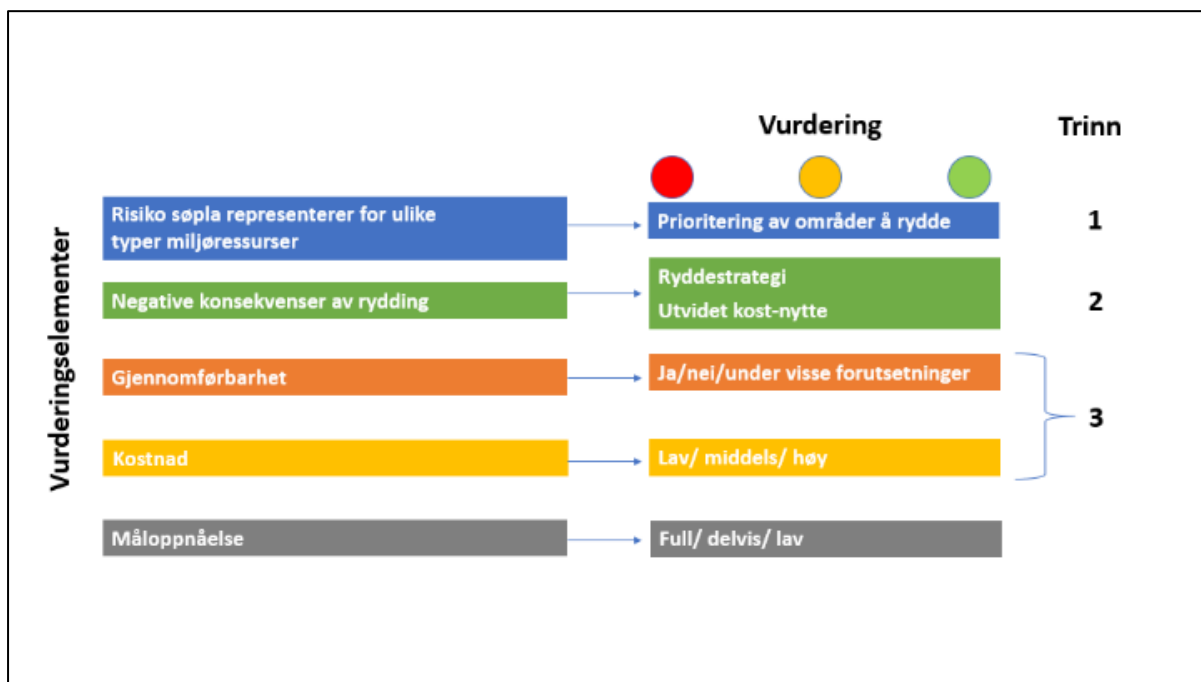 Vurdering
Trinn
Vurderingselementer
Risiko søpla representerer for ulike
typer miljøressurser
Prioritering av områder å rydde
1
Negative konsekvenser av rydding
Ryddestrategi
Utvidet kost-nytte
2
Gjennomførbarhet
Ja/nei/under visse forutsetninger
3
Kostnad
Lav/ middels/ høy
Måloppnåelse
Full/ delvis/ lav